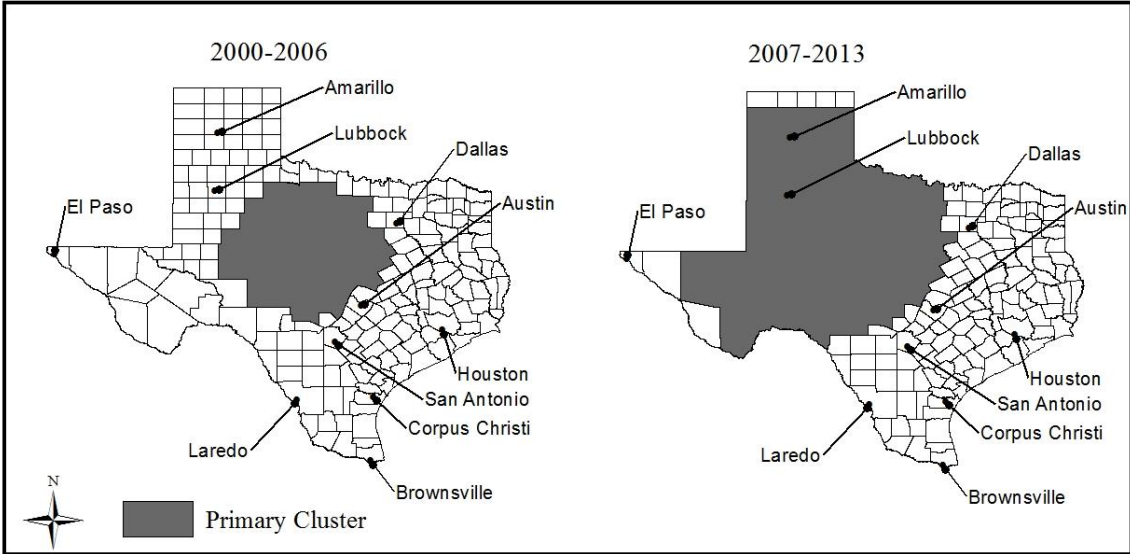 2000-2006
Amarillo
Lubbock
Dallas
El Paso
Austin
Houston
San Antonio
Corpus Christi
Laredo
Brownsville
2007-2013
Amarillo
Lubbock
Dallas
El Paso
Austin
Houston
San Antonio
Corpus Christi
Laredo
Brownsville
N
Primary Cluster